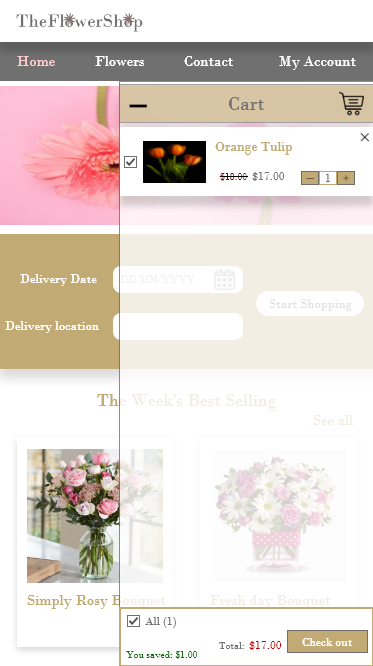 TheFlowerShop
Home Flowers Contact My Account
Cart
Orange Tulip
$18.00 $17.00 1
Delivery Date DD/MM/YYYY
Start Shopping
Delivery location
The Week's Best Selling
See all
Simply Rosy Bouquet Fresh day Bouquet
All (1)
You saved: $1.00 Total: $17.00 Check out